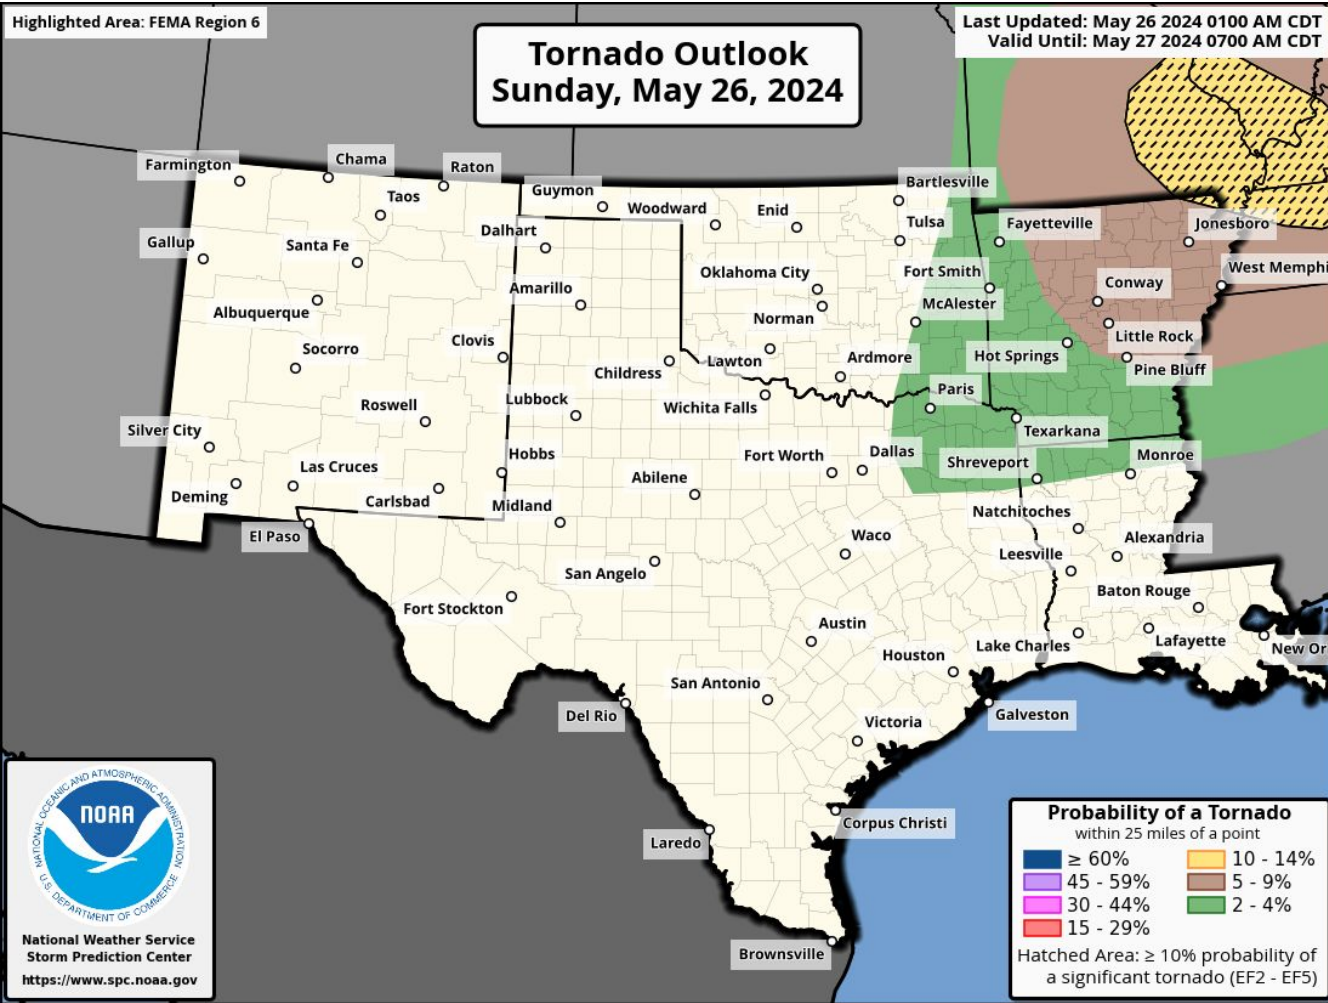 Highlighted Area: FEMA Region 6
Tornado Outlook
Sunday, May 26, 2024
Last Updated: May 26 2024 0100 AM CDT
Valid Until: May 27 2024 0700 AM CDT
Farmington
Chama
Raton
Taos
Guymon
Woodward
Enid
Bartlesville
Tulsa
Fayetteville
Jonesboro
Gallup
Santa Fe
Dalhart
Oklahoma City
Fort Smith
West Memphi
Amarillo
McAlester
Conway
Albuquerque
Norman
Little Rock
Socorro
Clovis
Childress
Lawton
Ardmore
Hot Springs
Pine Bluff
Roswell
Lubbock
Wichita Falls
Paris
Texarkana
Silver City
Las Cruces
Hobbs
Fort Worth
Dallas
Shreveport
Monroe
Deming
Carlsbad
Midland
Abilene
Natchitoches
El Paso
Waco
Leesville
Alexandria
San Angelo
Baton Rouge
Fort Stockton
Austin
Lake Charles
Lafayette
New Or
Houston
San Antonio
Del Rio
Victoria
Galveston
Laredo
Corpus Christi
Brownsville
NATIONAL OCEANIC AND ATMOSPHERIC ADMINISTRATION
NOAA
U.S. DEPARTMENT OF COMMERCE
National Weather Service
Storm Prediction Center
https://www.spc.noaa.gov
Probability of a Tornado
within 25 miles of a point
≥ 60%
45 - 59%
30 - 44%
15 - 29%
10 - 14%
5 - 9%
2 - 4%
Hatched Area: ≥ 10% probability of
a significant tornado (EF2 - EF5)